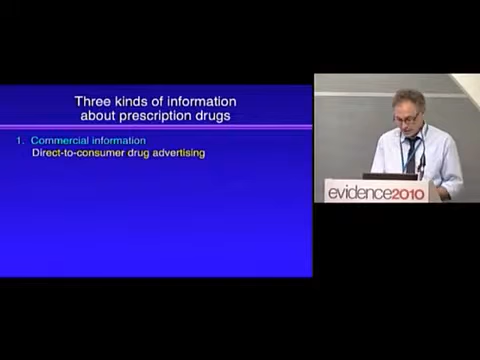 Three kinds of information
about prescription drugs
1. Commercial information
Direct-to-consumer drug advertising
evidence2010